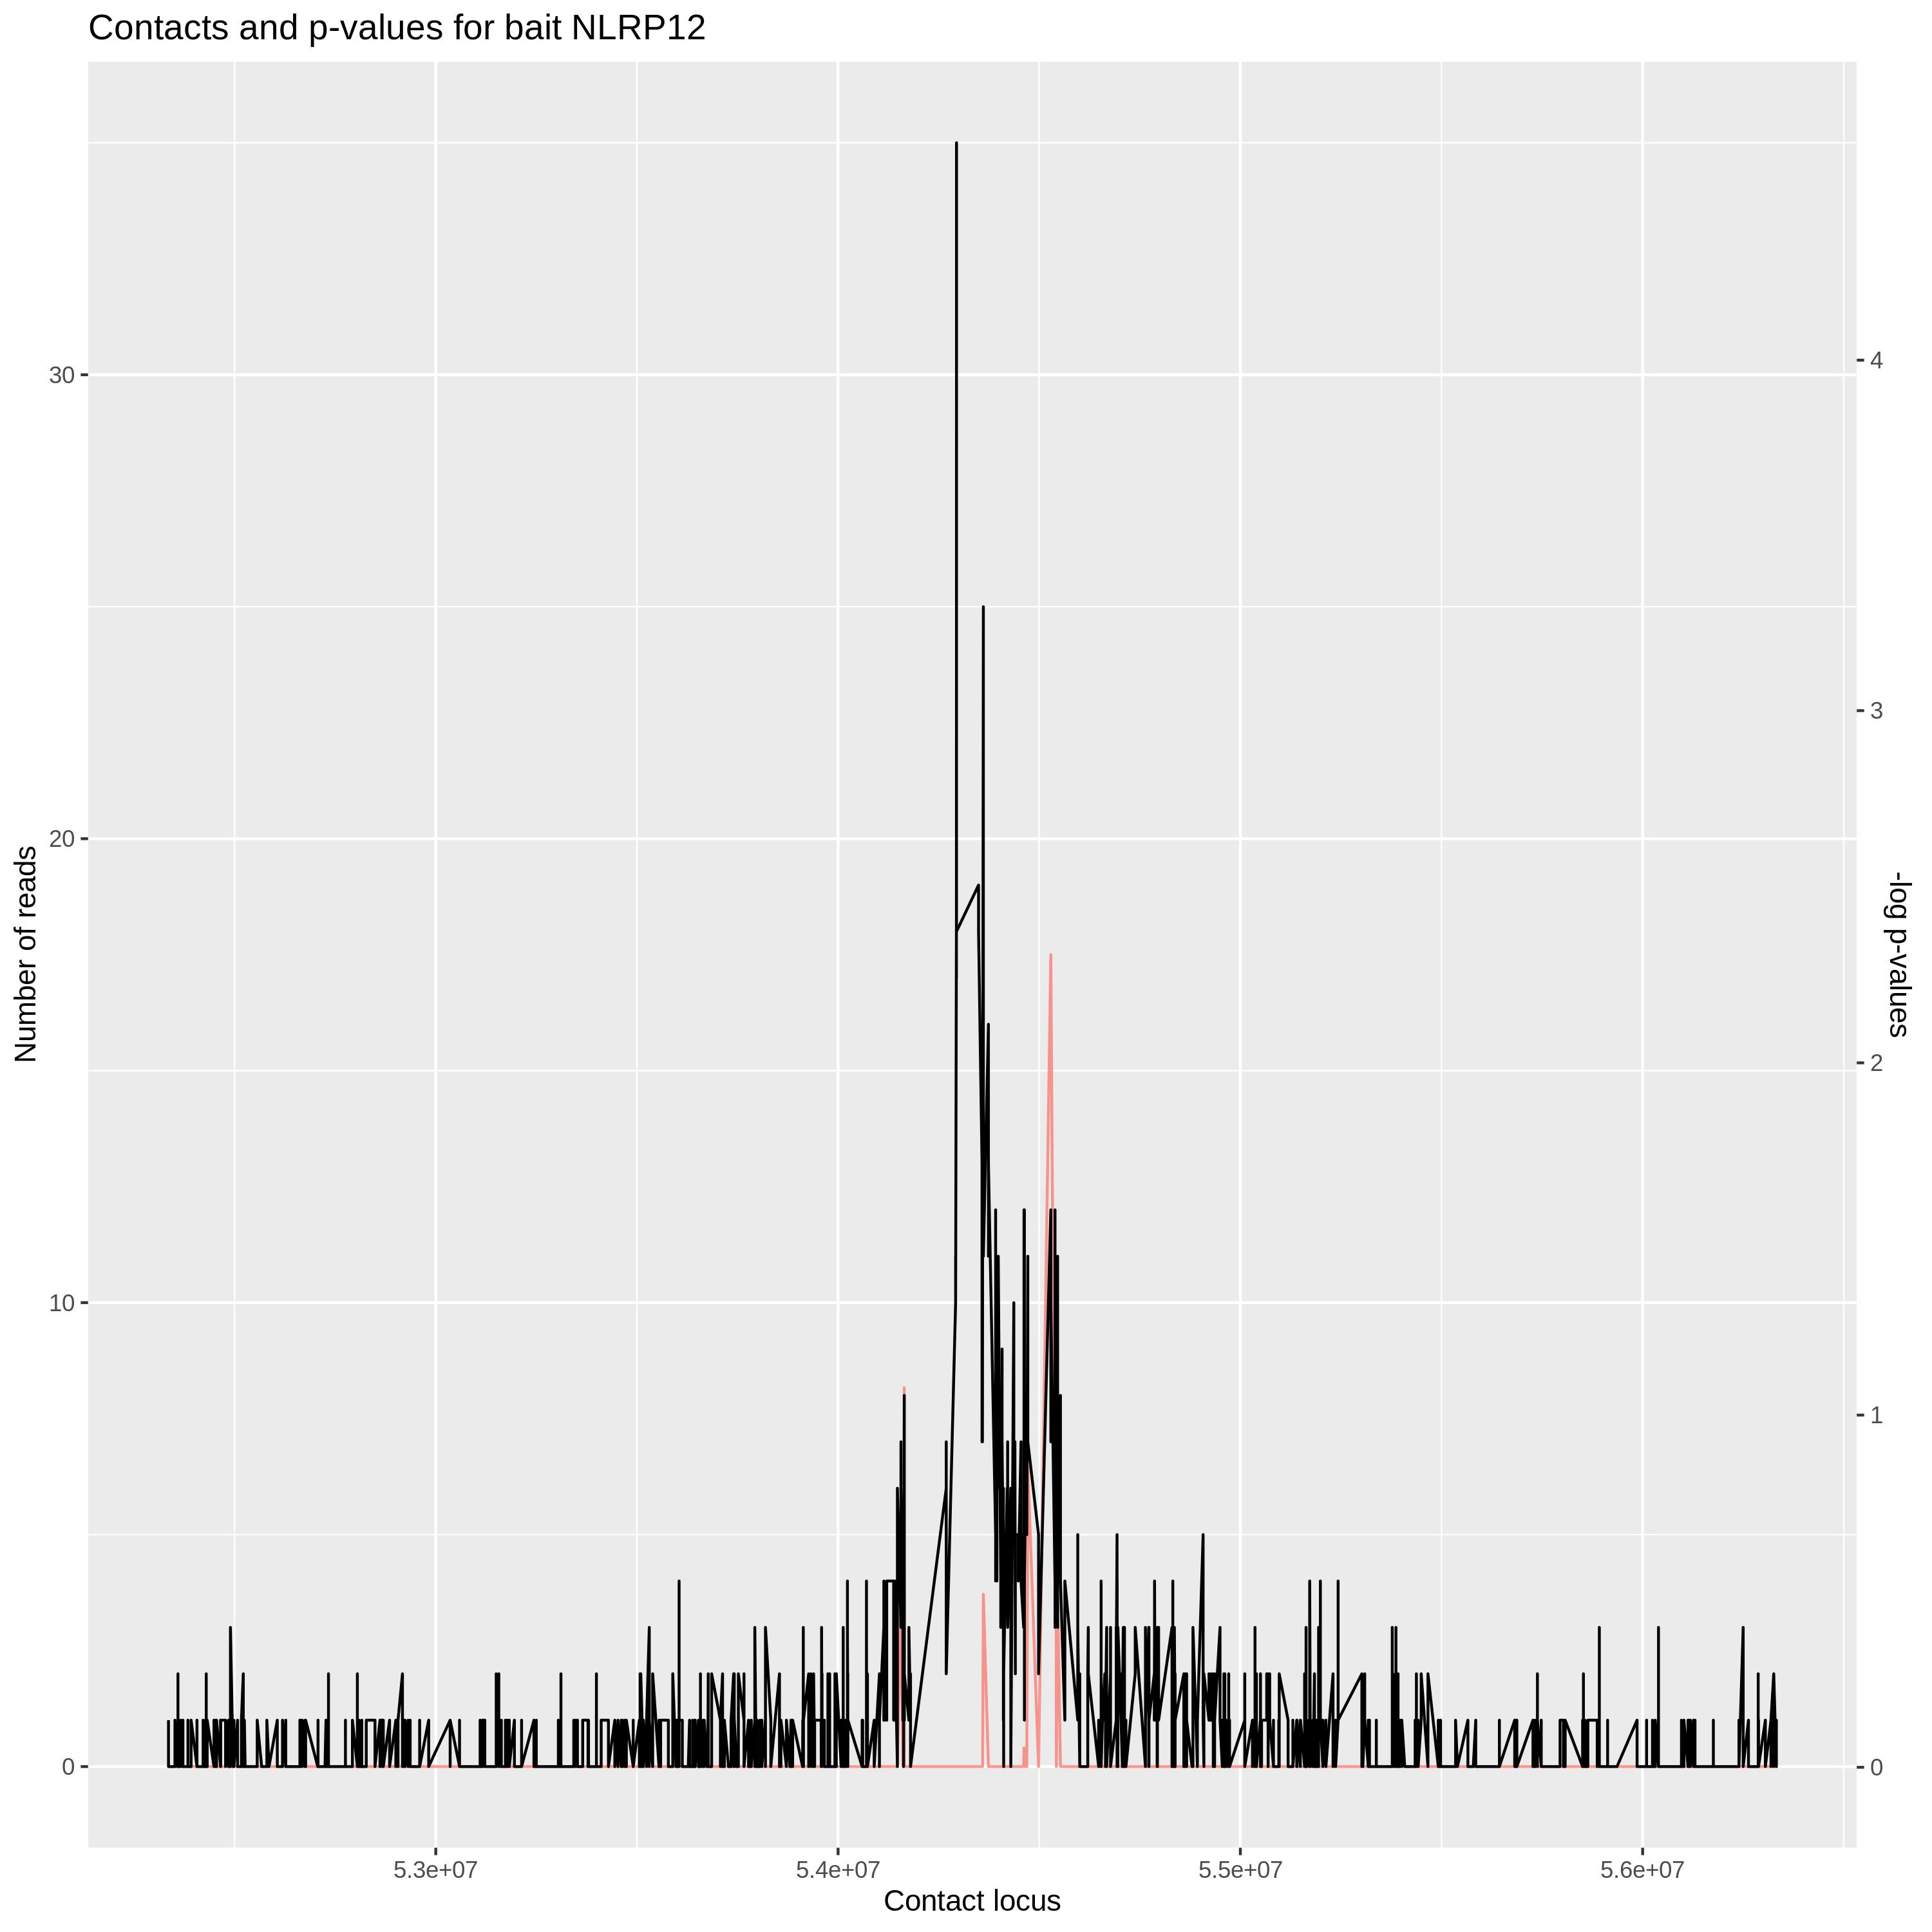 Contacts and p-values for bait NLRP12
Number of reads
30
20
10
0
4
3
2
1
0
-log p-values
5.3e+07
5.4e+07
5.5e+07
5.6e+07
Contact locus